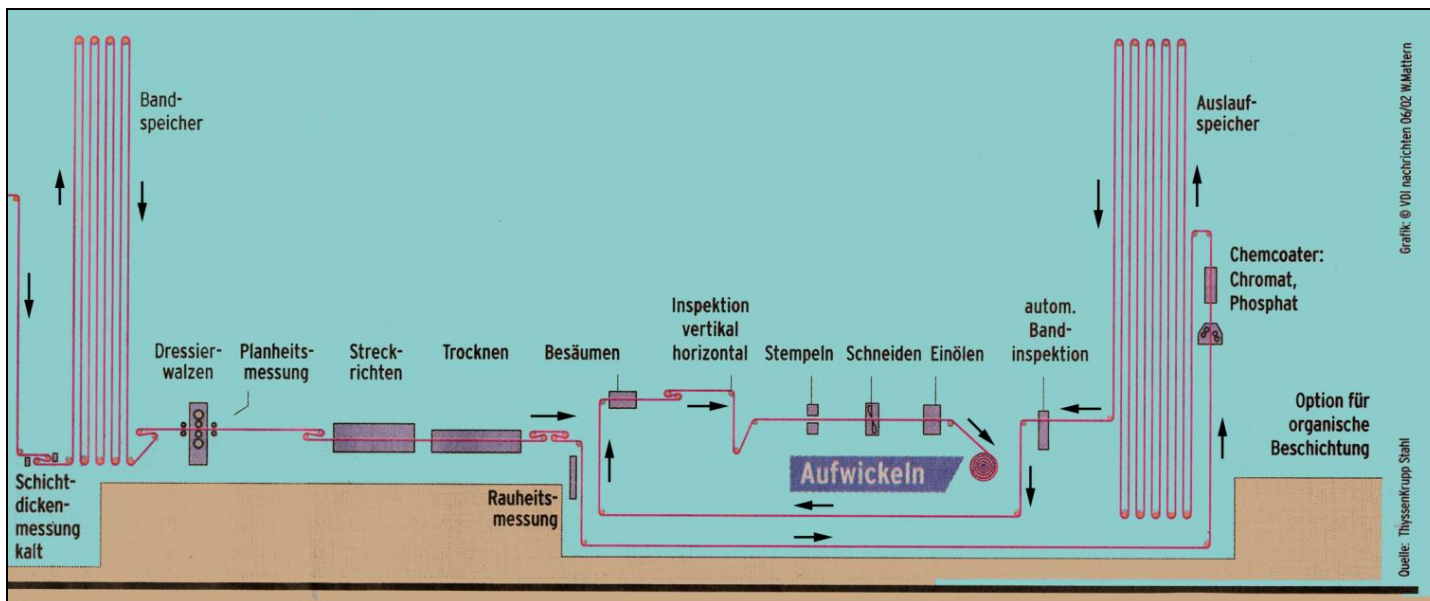 Band-
speicher
Auslauf-
speicher
Grafik: © VDI nachrichten 06/02 W.Mattern
Chemcoater:
Chromat,
Phosphat
Inspektion
vertikal
horizontal
autom.
Band-
inspektion
Dressier-
walzen
Planheits-
messung
Streck-
richten
Trocknen
Besäumen
Stempeln
Schneiden
Einölen
Option für
organische
Beschichtung
Aufwickeln
Schicht-
dicken-
messung
kalt
Rauheits-
messung
Quelle: ThyssenKrupp Stahl